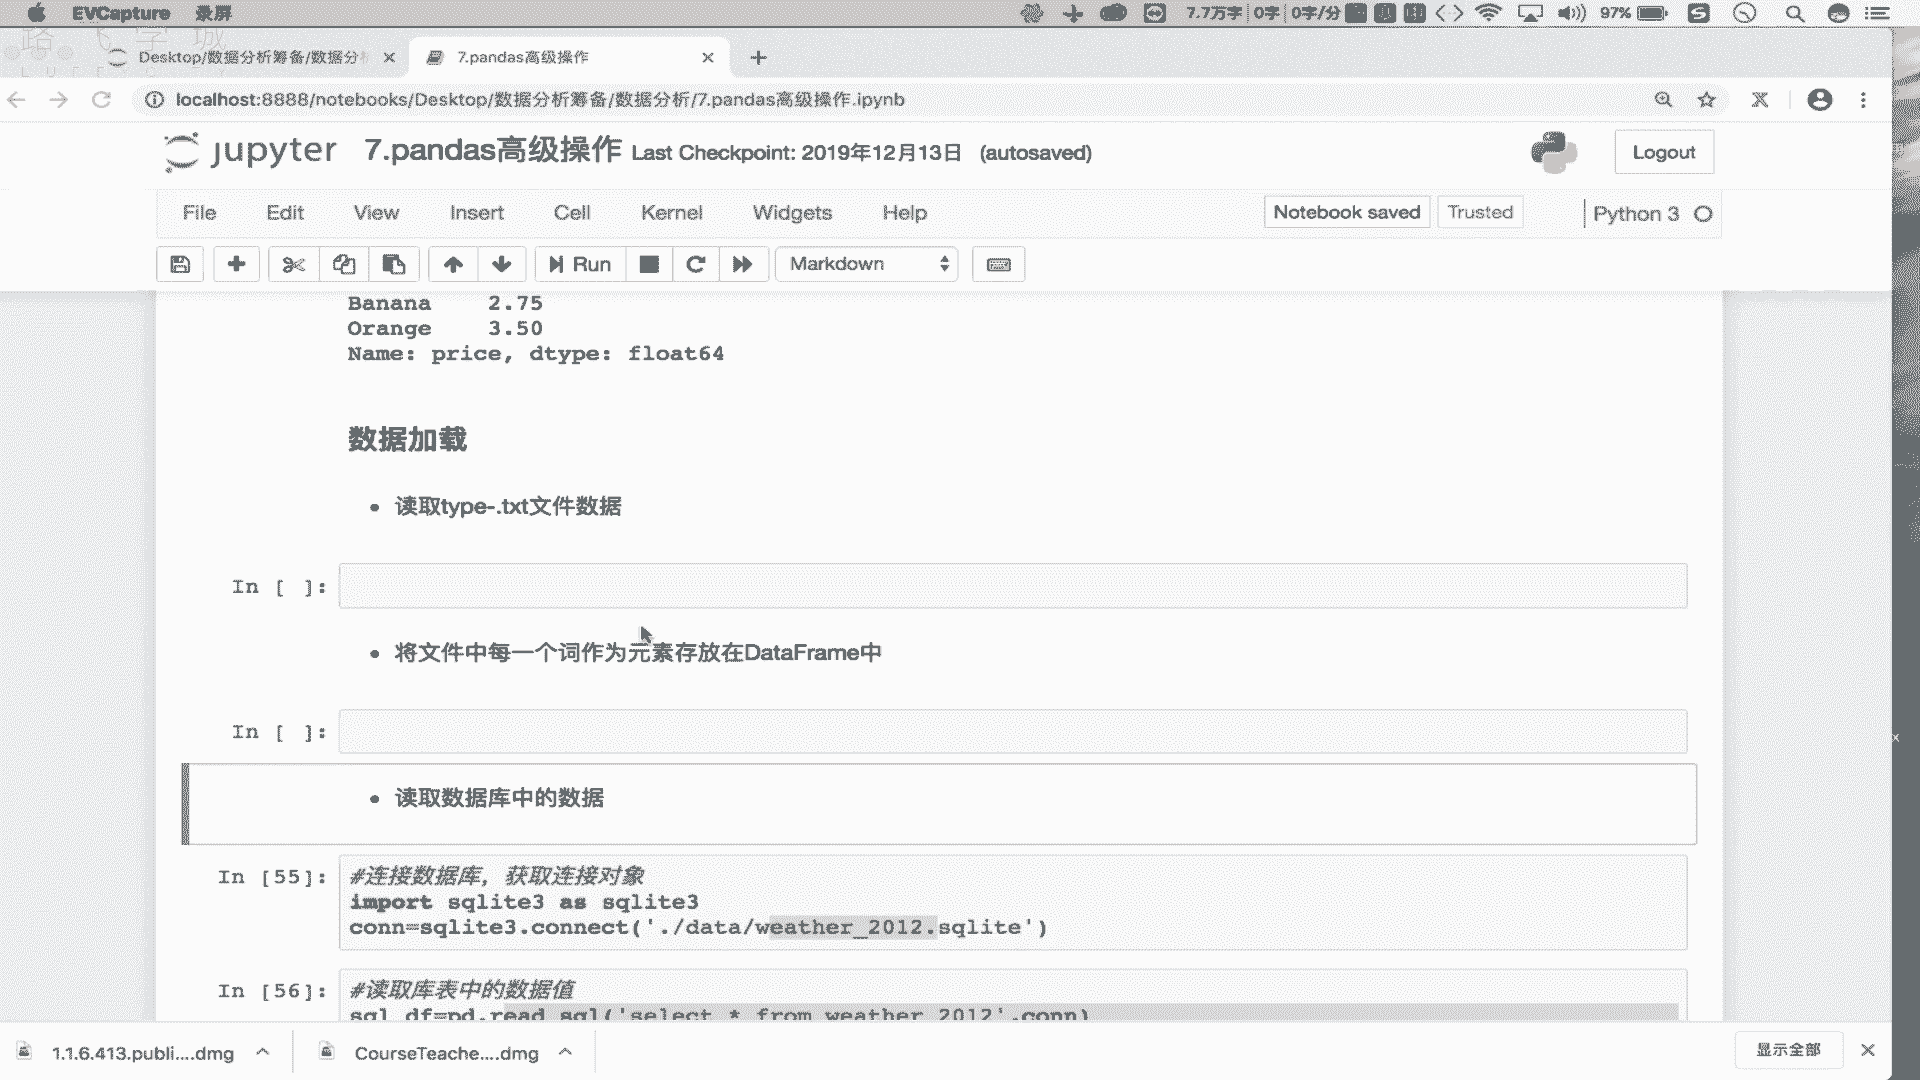 EVCapture 录屏 7.7万字 0字 0字/分 97%
路飞学城
Desktop/数据分析筹备/数据分 7.pandas高级操作
localhost:8888/notebooks/Desktop/数据分析筹备/数据分析/7.pandas高级操作.ipynb
jupyter 7.pandas高级操作 Last Checkpoint: 2019年12月13日 (autosaved) Logout
File Edit View Insert Cell Kernel Widgets Help Notebook saved Trusted Python 3
Run Markdown
Banana 2.75
Orange 3.50
Name: price, dtype: float64
数据加载
读取type-.txt文件数据
In [ ]:
将文件中每一个词作为元素存放在DataFrame中
In [ ]:
读取数据库中的数据
In [55]: #连接数据库，获取连接对象
import sqlite3 as sqlite3
conn=sqlite3.connect('./data/weather_2012.sqlite')
In [56]: #读取库表中的数据值
sql_df=pd.read_sql('select * from weather_2012',conn)
1.1.6.413.publi....dmg CourseTeache....dmg 显示全部